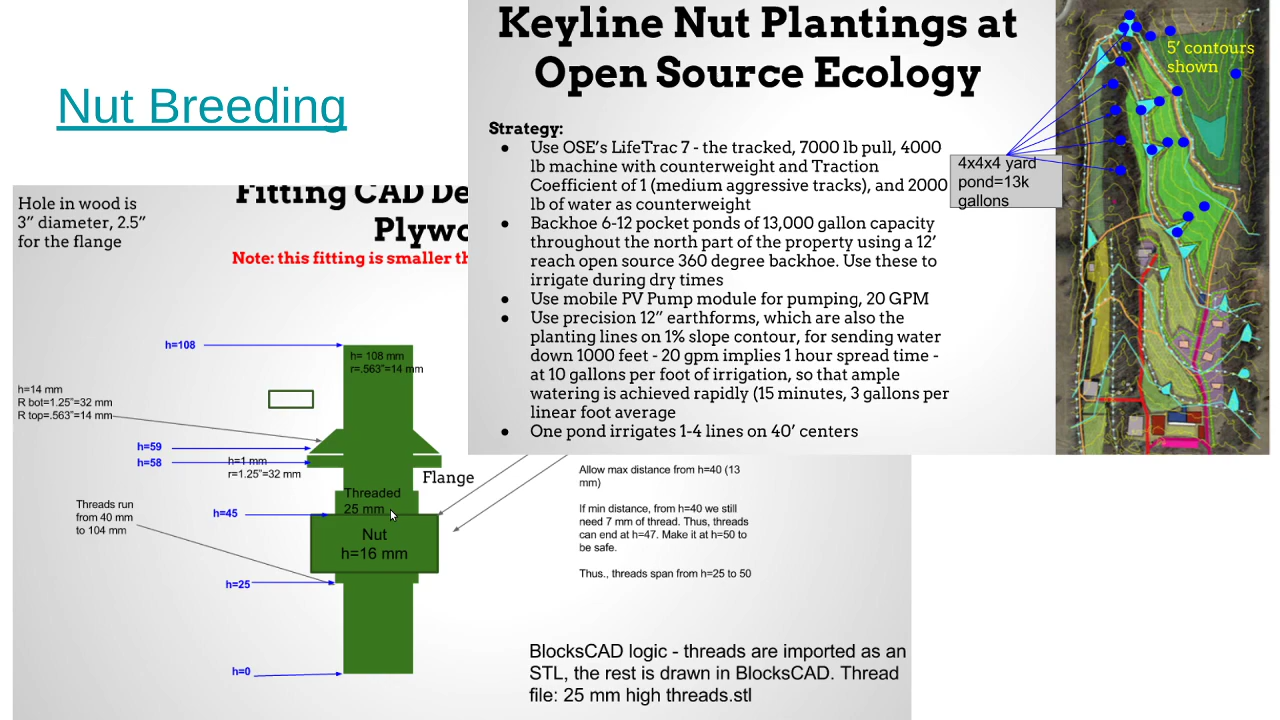 Nut Breeding
Keyline Nut Plantings at
Open Source Ecology
Strategy:
● Use OSE's LifeTrac 7 - the tracked, 7000 lb pull, 4000
lb machine with counterweight and Traction
Coefficient of 1 (medium aggressive tracks), and 2000
lb of water as counterweight
● Backhoe 6-12 pocket ponds of 13,000 gallon capacity
throughout the north part of the property using a 12'
reach open source 360 degree backhoe. Use these to
irrigate during dry times
● Use mobile PV Pump module for pumping, 20 GPM
● Use precision 12" earthforms, which are also the
planting lines on 1% slope contour, for sending water
down 1000 feet - 20 gpm implies 1 hour spread time -
at 10 gallons per foot of irrigation, so that ample
watering is achieved rapidly (15 minutes, 3 gallons per
linear foot average
● One pond irrigates 1-4 lines on 40' centers
5' contours
shown
4x4x4 yard
pond=13k
gallons
Hole in wood is
3" diameter, 2.5"
for the flange
Fitting CAD De
Plywo
Note: this fitting is smaller th
h=108
h= 108 mm
r=.563"=14 mm
h=14 mm
R bot=1.25"=32 mm
R top=.563"=14 mm
h=59
h=58
h=1 mm
r=1.25"=32 mm
Flange
Threaded
25 mm
Threads run
from 40 mm
to 104 mm
h=45
Nut
h=16 mm
h=25
h=0
Allow max distance from h=40 (13
mm)
If min distance, from h=40 we still
need 7 mm of thread. Thus, threads
can end at h=47. Make it at h=50 to
be safe.
Thus., threads span from h=25 to 50
BlocksCAD logic - threads are imported as an
STL, the rest is drawn in BlocksCAD. Thread
file: 25 mm high threads.stl